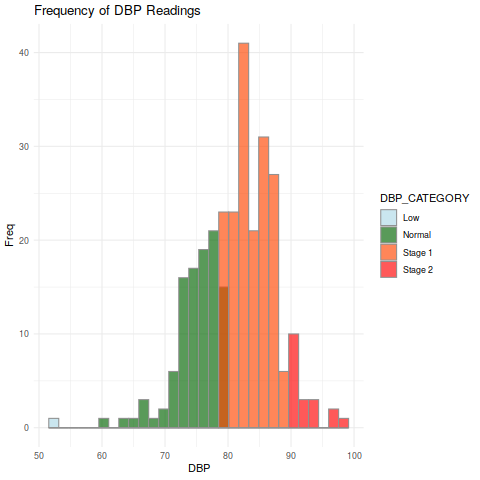 Frequency of DBP Readings
40
30
20
10
0
Freq
50 60 70 80 90 100
DBP
DBP_CATEGORY
Low
Normal
Stage 1
Stage 2